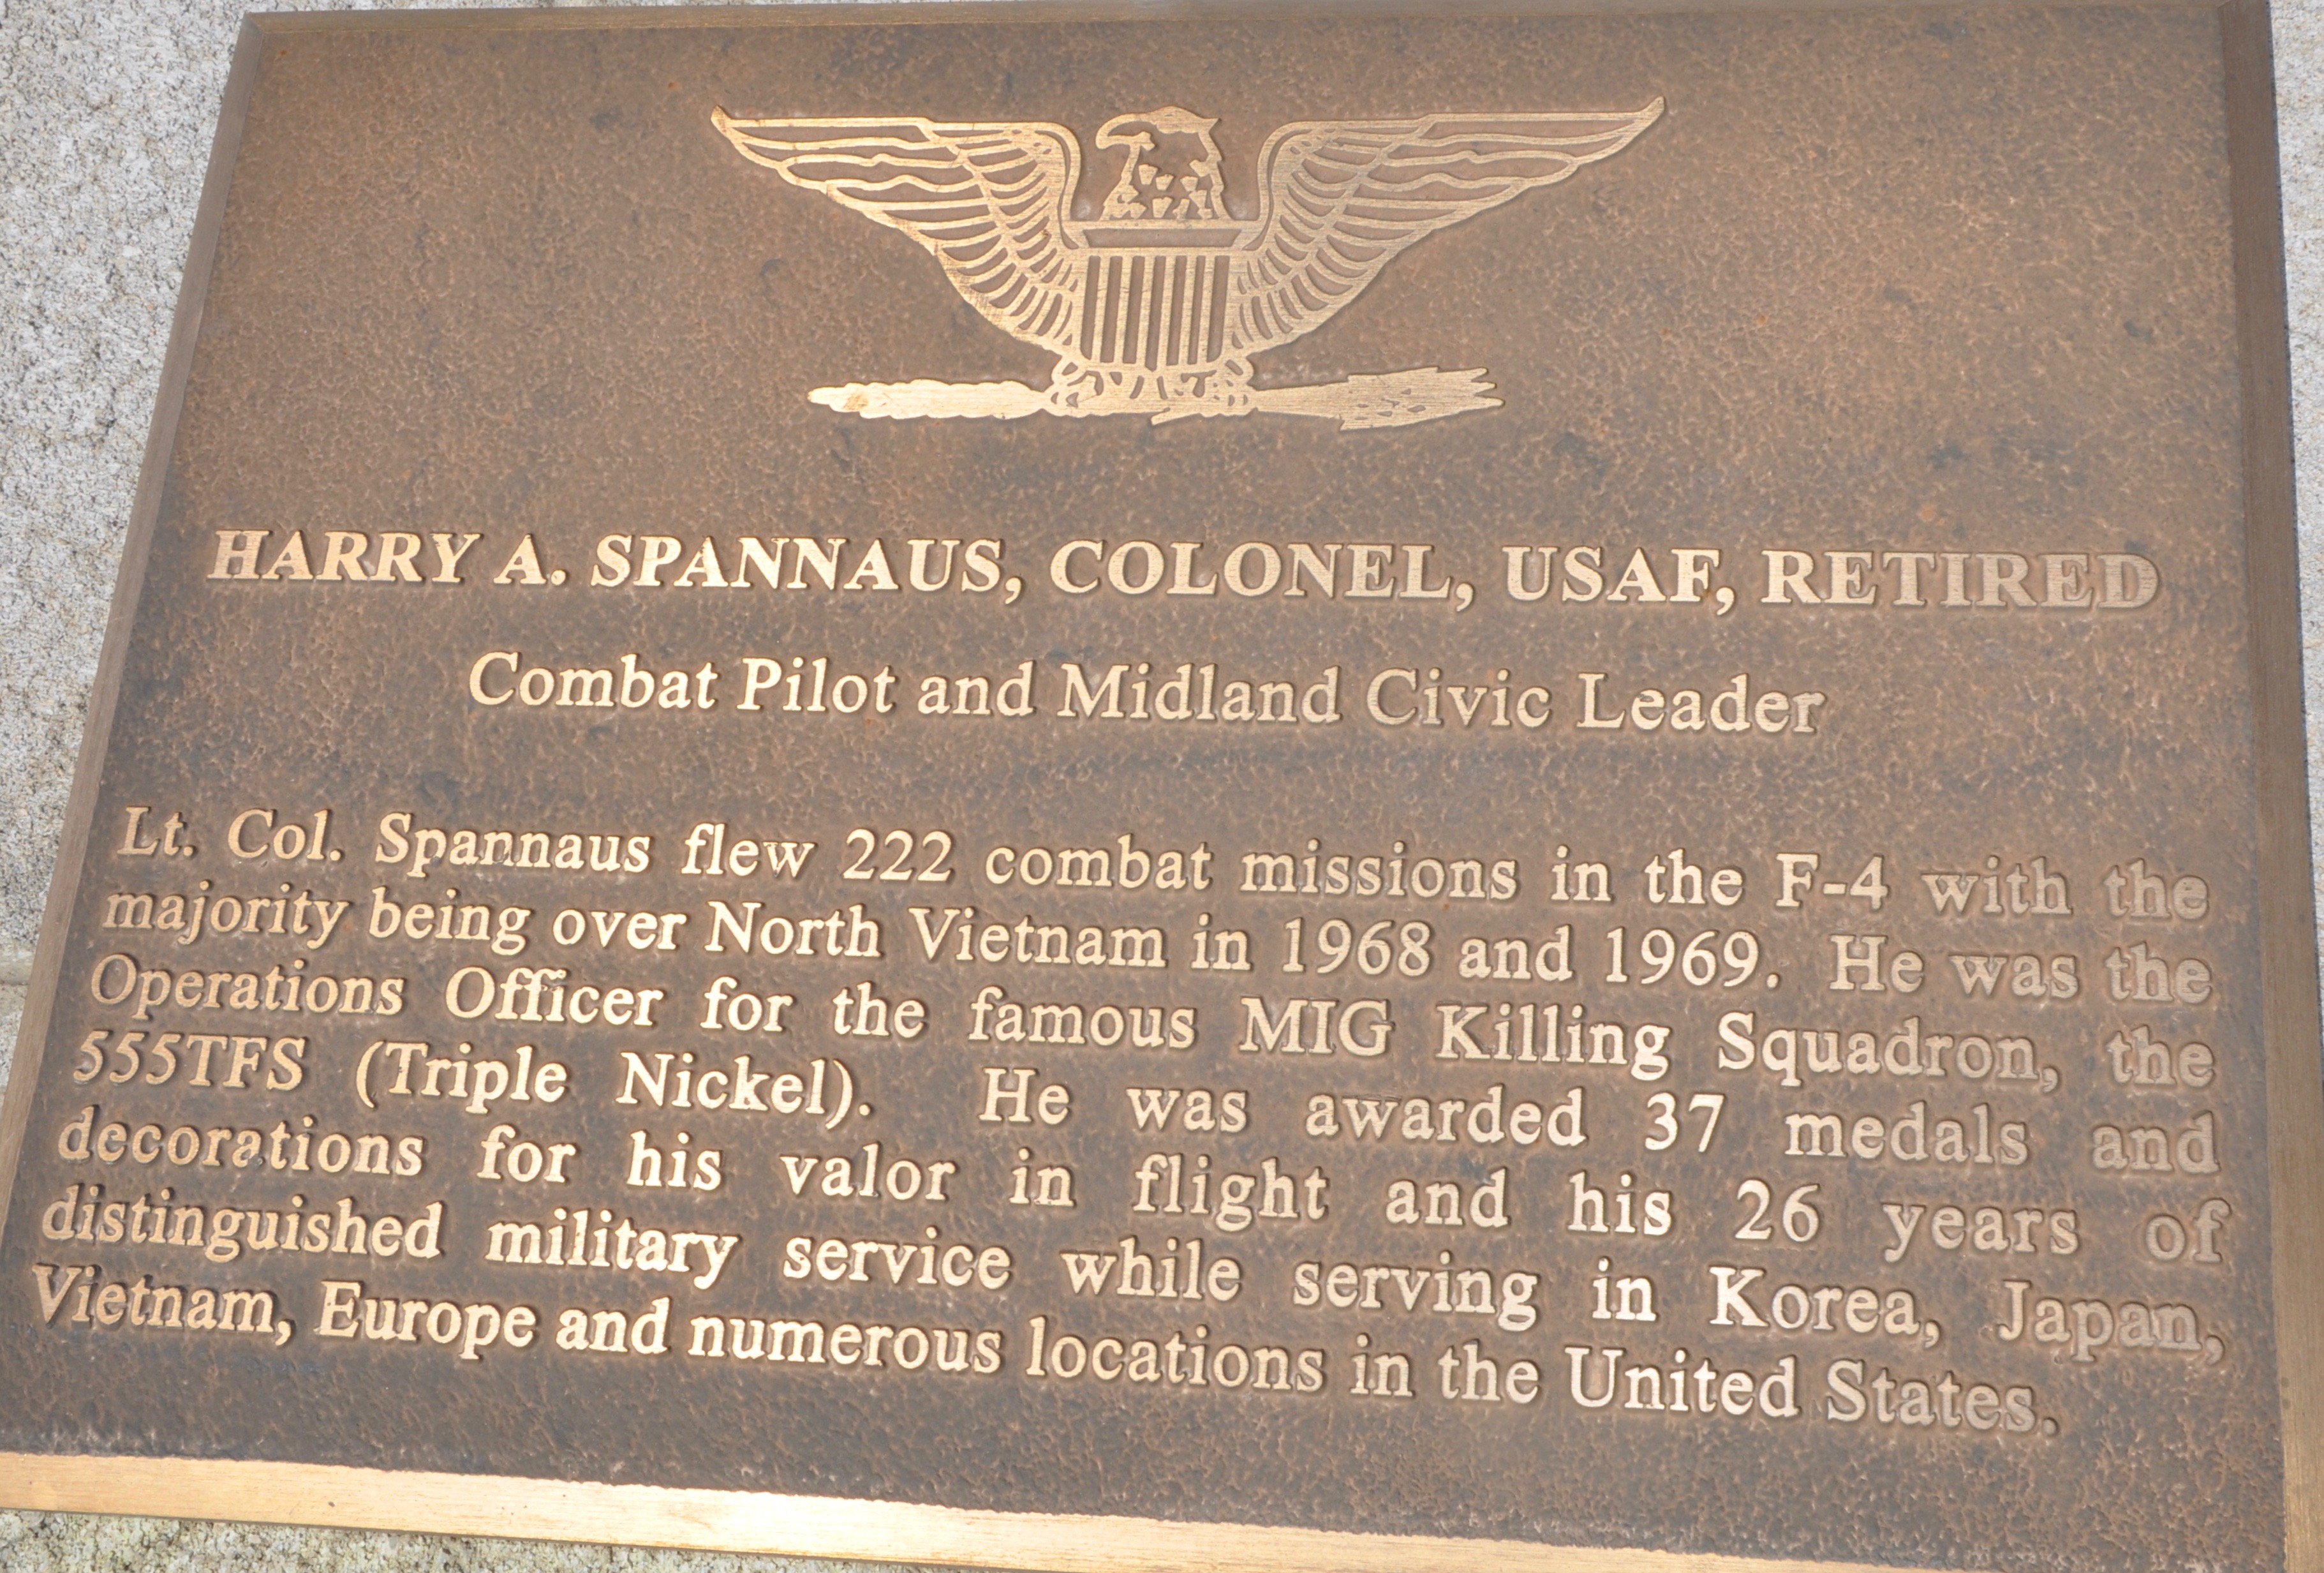 HARRY A. SPANNAUS, COLONEL, USAF, RETIRED
Combat Pilot and Midland Civic Leader
Lt. Col. Spannaus flew 222 combat missions in the F-4 with the
majority being over North Vietnam in 1968 and 1969. He was the
Operations Officer for the famous MIG Killing Squadron, the
555TFS (Triple Nickel). He was awarded 37 medals and
decorations for his valor in flight and his 26 years of
distinguished military service while serving in Korea, Japan,
Vietnam, Europe and numerous locations in the United States.